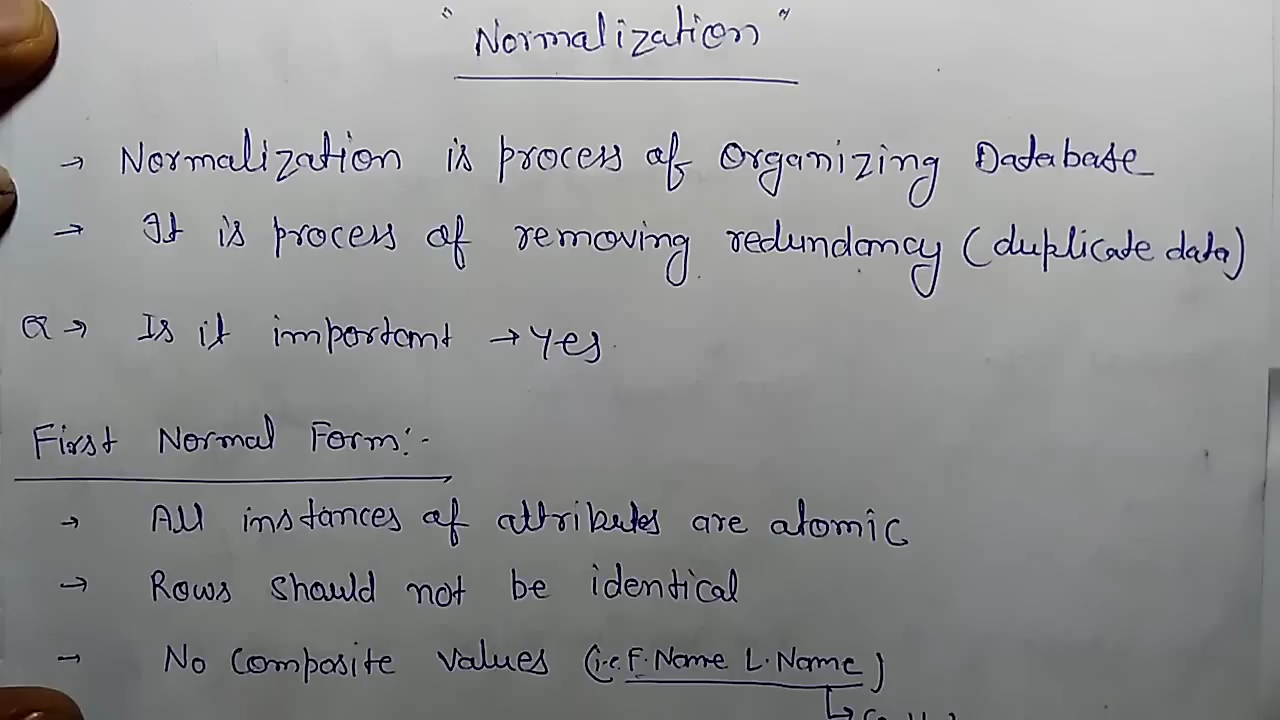 "Normalization"
→ Normalization is process of Organizing Database
→ It is process of removing redundancy (duplicate data)
Q → Is it important → Yes.
First Normal Form:-
→ All instances of attributes are atomic
→ Rows should not be identical
→ No Composite values (i.e F.Name L.Name)